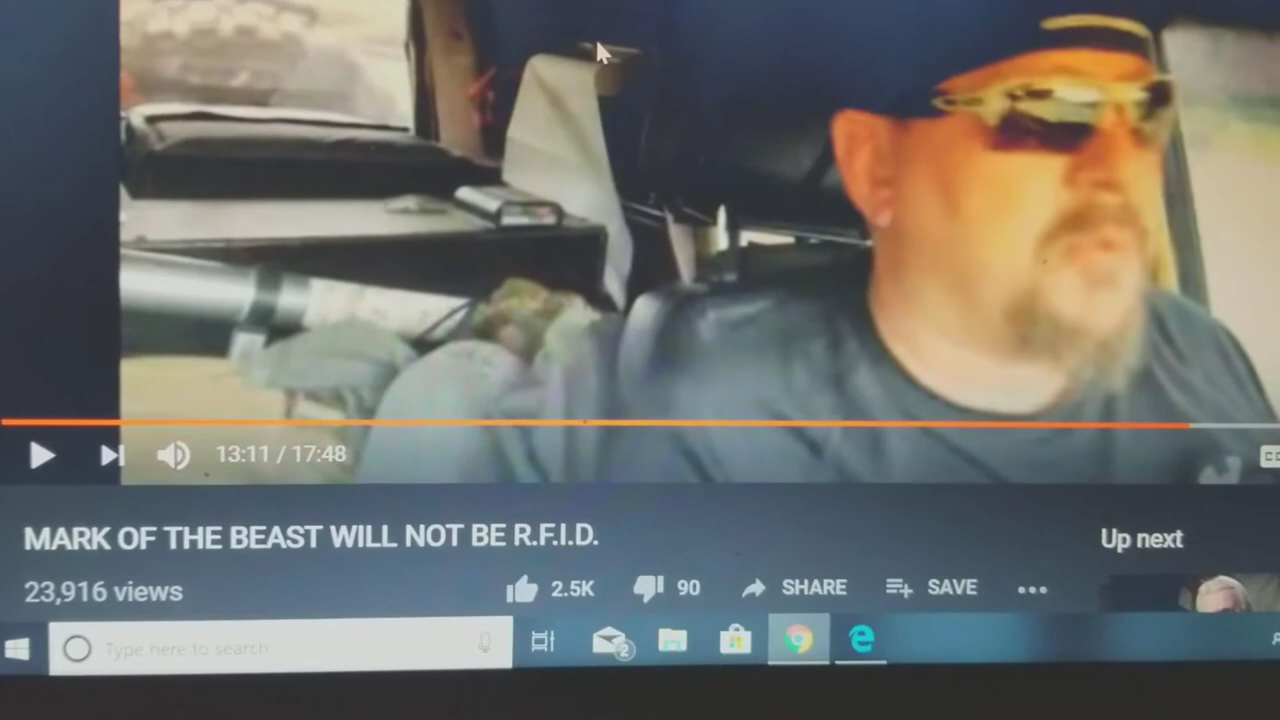 13:11 / 17:48
MARK OF THE BEAST WILL NOT BE R.F.I.D.
Up next
23,916 views
2.5K
90
SHARE
SAVE
Type here to search
2